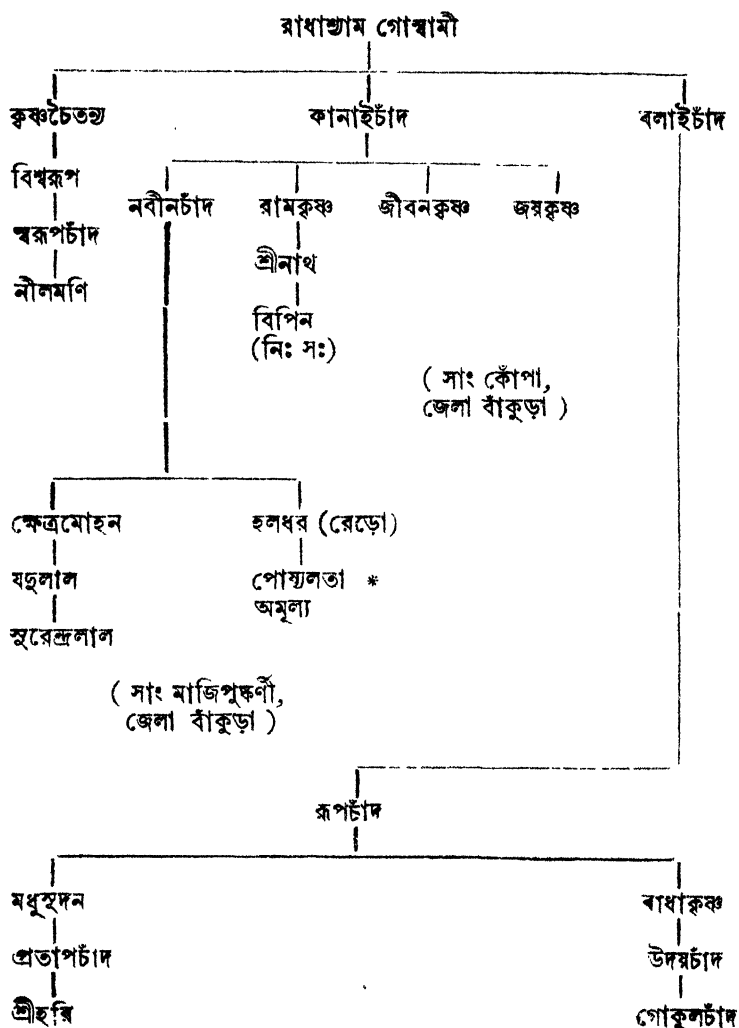 রাধাশ্যাম গোস্বামী
কৃষ্ণচৈতন্য
কানাইচাঁদ
বলাইচাঁদ
বিশ্বরূপ
নবীনচাঁদ
রামকৃষ্ণ
জীবনকৃষ্ণ
জয়কৃষ্ণ
স্বরূপচাঁদ
শ্রীনাথ
নীলমণি
বিপিন
(নিঃ সঃ)
( সাং কোঁপা,
জেলা বাঁকুড়া )
ক্ষেত্রমোহন
হলধর (রেড়ো)
যদুলাল
পোষ্যলতা *
অমূল্য
সুরেন্দ্রলাল
( সাং মাজিপুষ্কর্ণী,
জেলা বাঁকুড়া )
রূপচাঁদ
মধুসূদন
রাধাকৃষ্ণ
প্রতাপচাঁদ
উদয়চাঁদ
শ্রীহরি
গোকুলচাঁদ